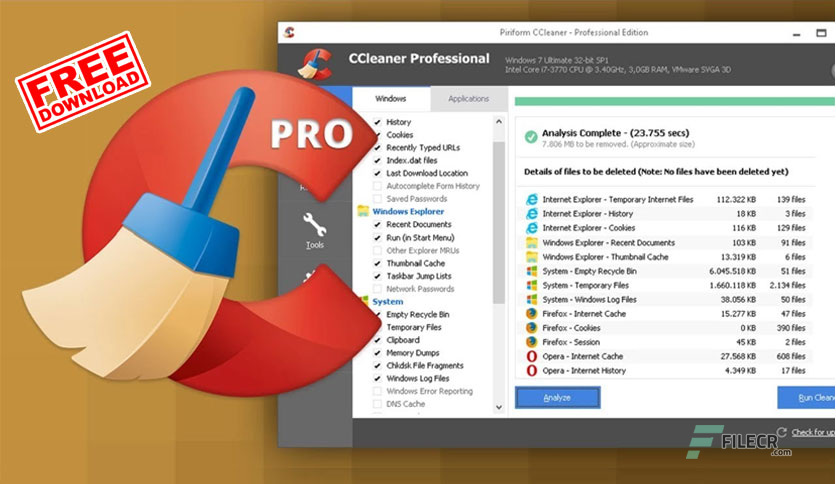 FREE
DOWNLOAD
PRO
Piriform CCleaner - Professional Edition
CCleaner Professional
Windows 7 Ultimate 32-bit SP1
Intel Core i7-3770 CPU @ 3.40GHz, 3,0GB RAM, VMware SVGA 3D
Windows
Applications
History
Cookies
Recently Typed URLs
Index.dat files
Last Download Location
Autocomplete Form History
Saved Passwords
Windows Explorer
Recent Documents
Run (in Start Menu)
Other Explorer MRUs
Thumbnail Cache
Taskbar Jump Lists
Network Passwords
System
Empty Recycle Bin
Temporary Files
Clipboard
Memory Dumps
Chkdsk File Fragments
Windows Log Files
Windows Error Reporting
DNS Cache
Tools
Analysis Complete - (23.755 secs)
7.806 MB to be removed. (Approximate size)
Details of files to be deleted (Note: No files have been deleted yet)
Internet Explorer - Temporary Internet Files 112.322 KB 139 files
Internet Explorer - History 18 KB 3 files
Internet Explorer - Cookies 116 KB 129 files
Windows Explorer - Recent Documents 103 KB 91 files
Windows Explorer - Thumbnail Cache 13.319 KB 6 files
System - Empty Recycle Bin 6.045.518 KB 51 files
System - Temporary Files 1.660.118 KB 2.134 files
System - Windows Log Files 38.056 KB 50 files
Firefox - Internet Cache 15.277 KB 47 files
Firefox - Cookies 0 KB 390 files
Firefox - Session 45 KB 2 files
Opera - Internet Cache 27.568 KB 608 files
Opera - Internet History 4.349 KB 17 files
Analyze
Run Cleane
Check for up
FILECR
.com